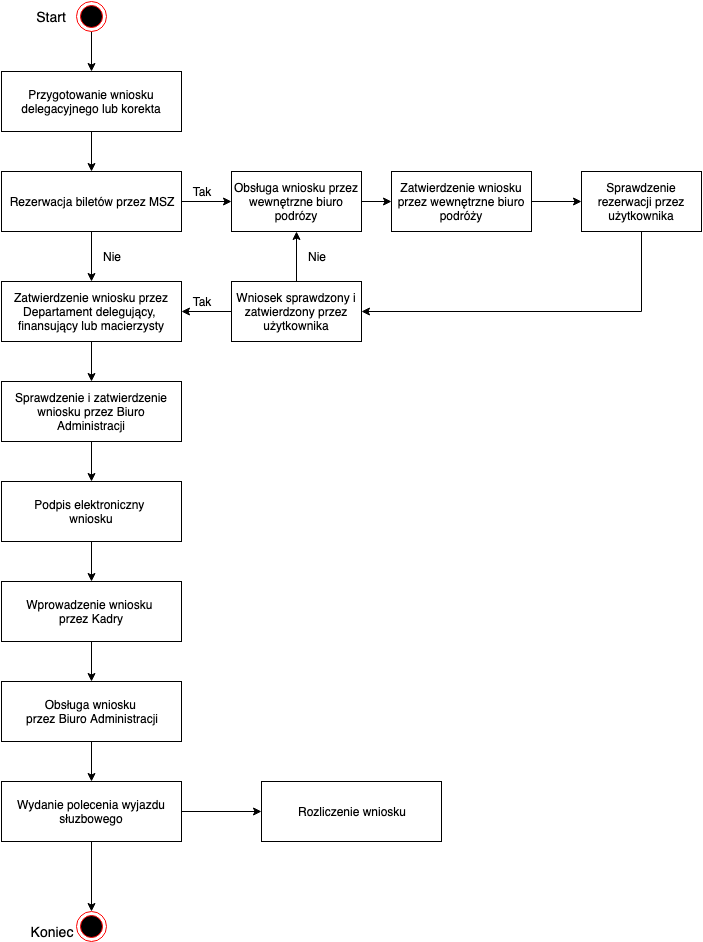 Start
Przygotowanie wniosku
delegacyjnego lub korekta
Rezerwacja biletów przez MSZ
Tak
Obsługa wniosku przez
wewnętrzne biuro
podrózy
Zatwierdzenie wniosku
przez wewnętrzne biuro
podróży
Sprawdzenie
rezerwacji przez
użytkownika
Nie
Nie
Zatwierdzenie wniosku przez
Departament delegujący,
finansujący lub macierzysty
Tak
Wniosek sprawdzony i
zatwierdzony przez
użytkownika
Sprawdzenie i zatwierdzenie
wniosku przez Biuro
Administracji
Podpis elektroniczny
wniosku
Wprowadzenie wniosku
przez Kadry
Obsługa wniosku
przez Biuro Administracji
Wydanie polecenia wyjazdu
słuzbowego
Rozliczenie wniosku
Koniec